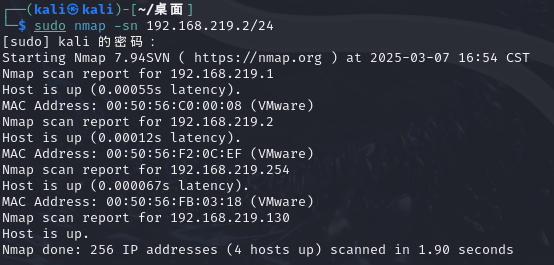 ┌──(kali㉿kali)-[~/桌面]
└─$ sudo nmap -sn 192.168.219.2/24
[sudo] kali 的密码：
Starting Nmap 7.94SVN ( https://nmap.org ) at 2025-03-07 16:54 CST
Nmap scan report for 192.168.219.1
Host is up (0.00055s latency).
MAC Address: 00:50:56:C0:00:08 (VMware)
Nmap scan report for 192.168.219.2
Host is up (0.00012s latency).
MAC Address: 00:50:56:F2:0C:EF (VMware)
Nmap scan report for 192.168.219.254
Host is up (0.000067s latency).
MAC Address: 00:50:56:FB:03:18 (VMware)
Nmap scan report for 192.168.219.130
Host is up.
Nmap done: 256 IP addresses (4 hosts up) scanned in 1.90 seconds